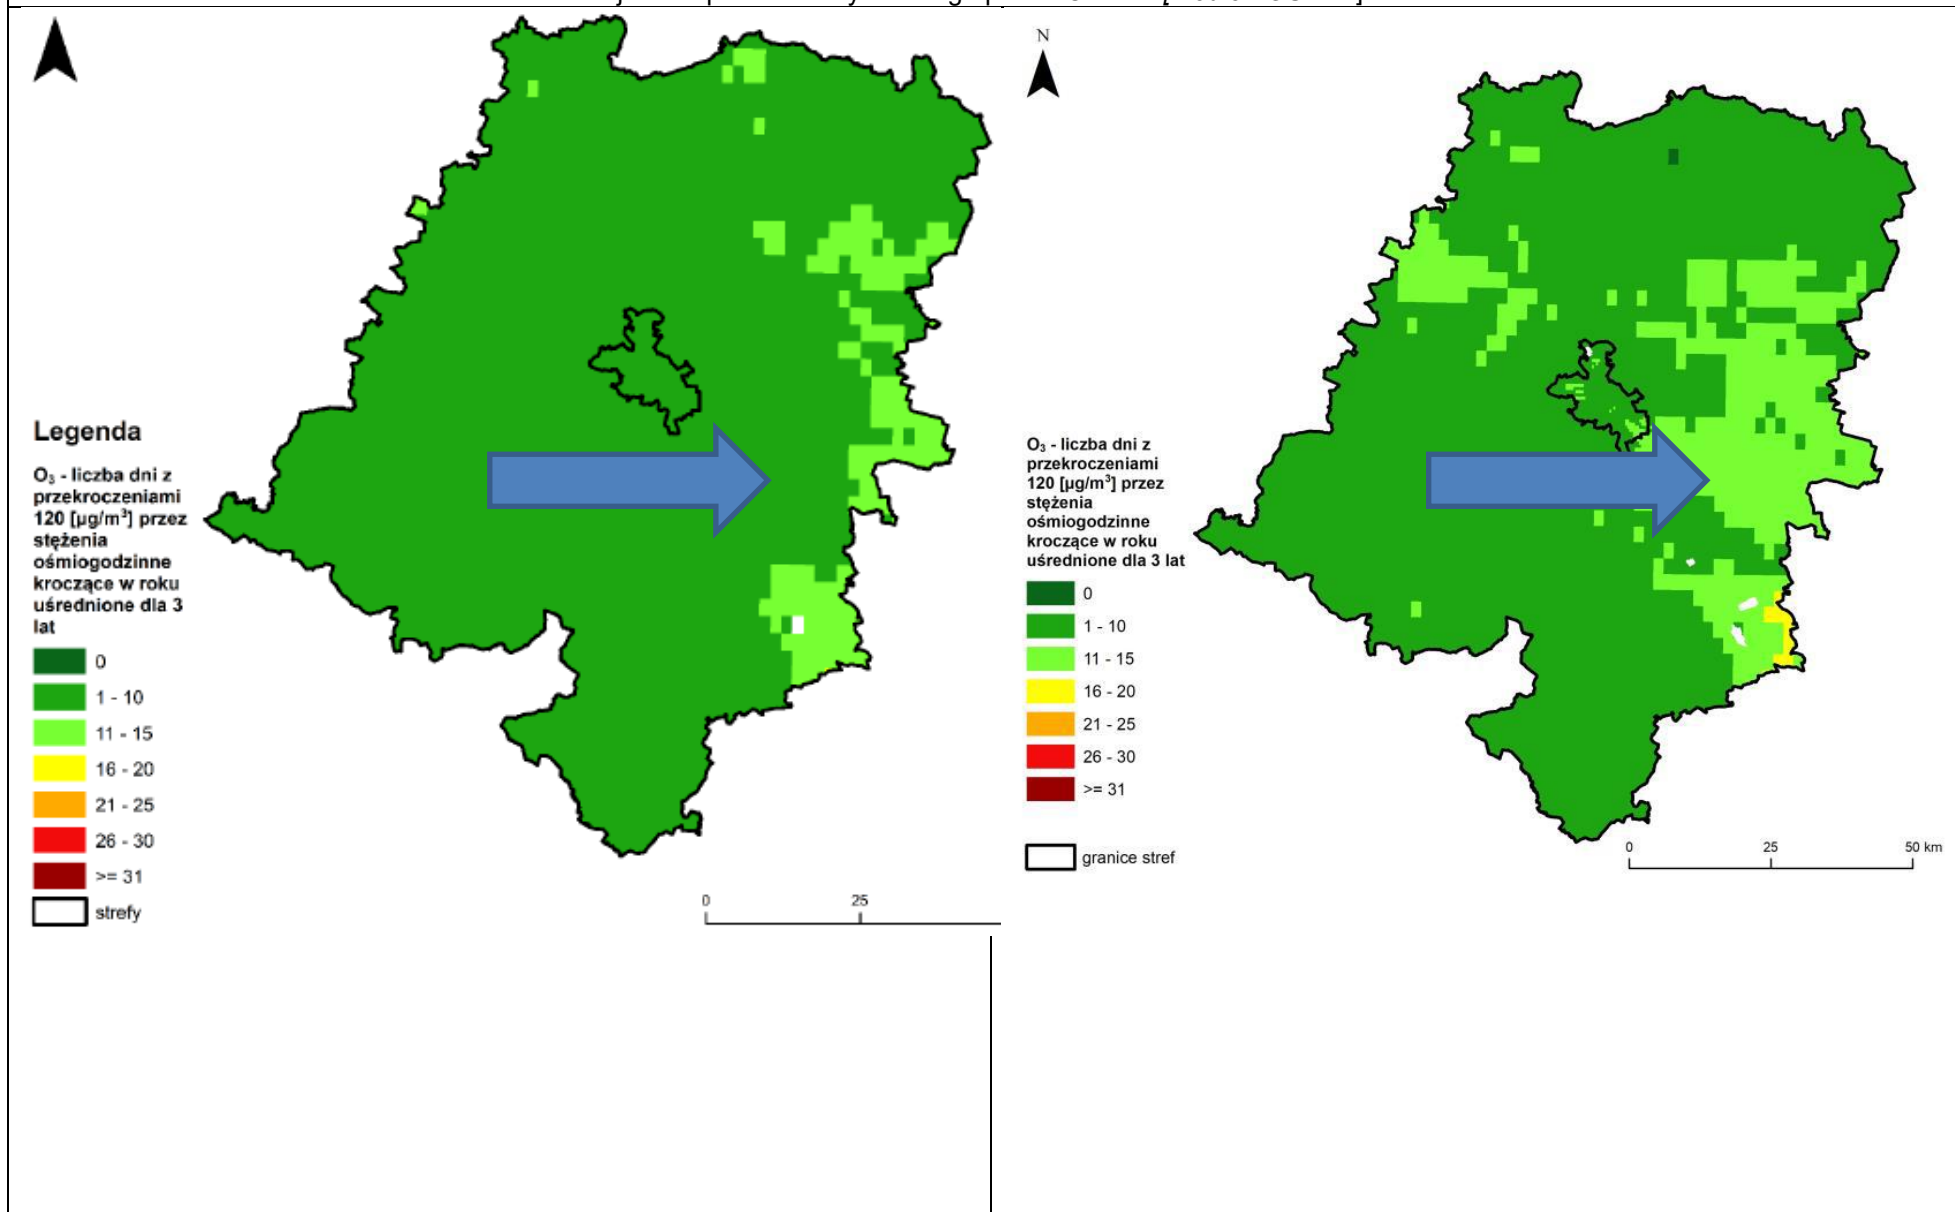 Legenda
O₃ - liczba dni z
przekroczeniami
120 [µg/m³] przez
stężenia
ośmiogodzinne
kroczące w roku
uśrednione dla 3
lat
0
1 - 10
11 - 15
16 - 20
21 - 25
26 - 30
>= 31
strefy
0 25
N
O₃ - liczba dni z
przekroczeniami
120 [µg/m³] przez
stężenia
ośmiogodzinne
kroczące w roku
uśrednione dla 3 lat
0
1 - 10
11 - 15
16 - 20
21 - 25
26 - 30
>= 31
granice stref
0 25 50 km